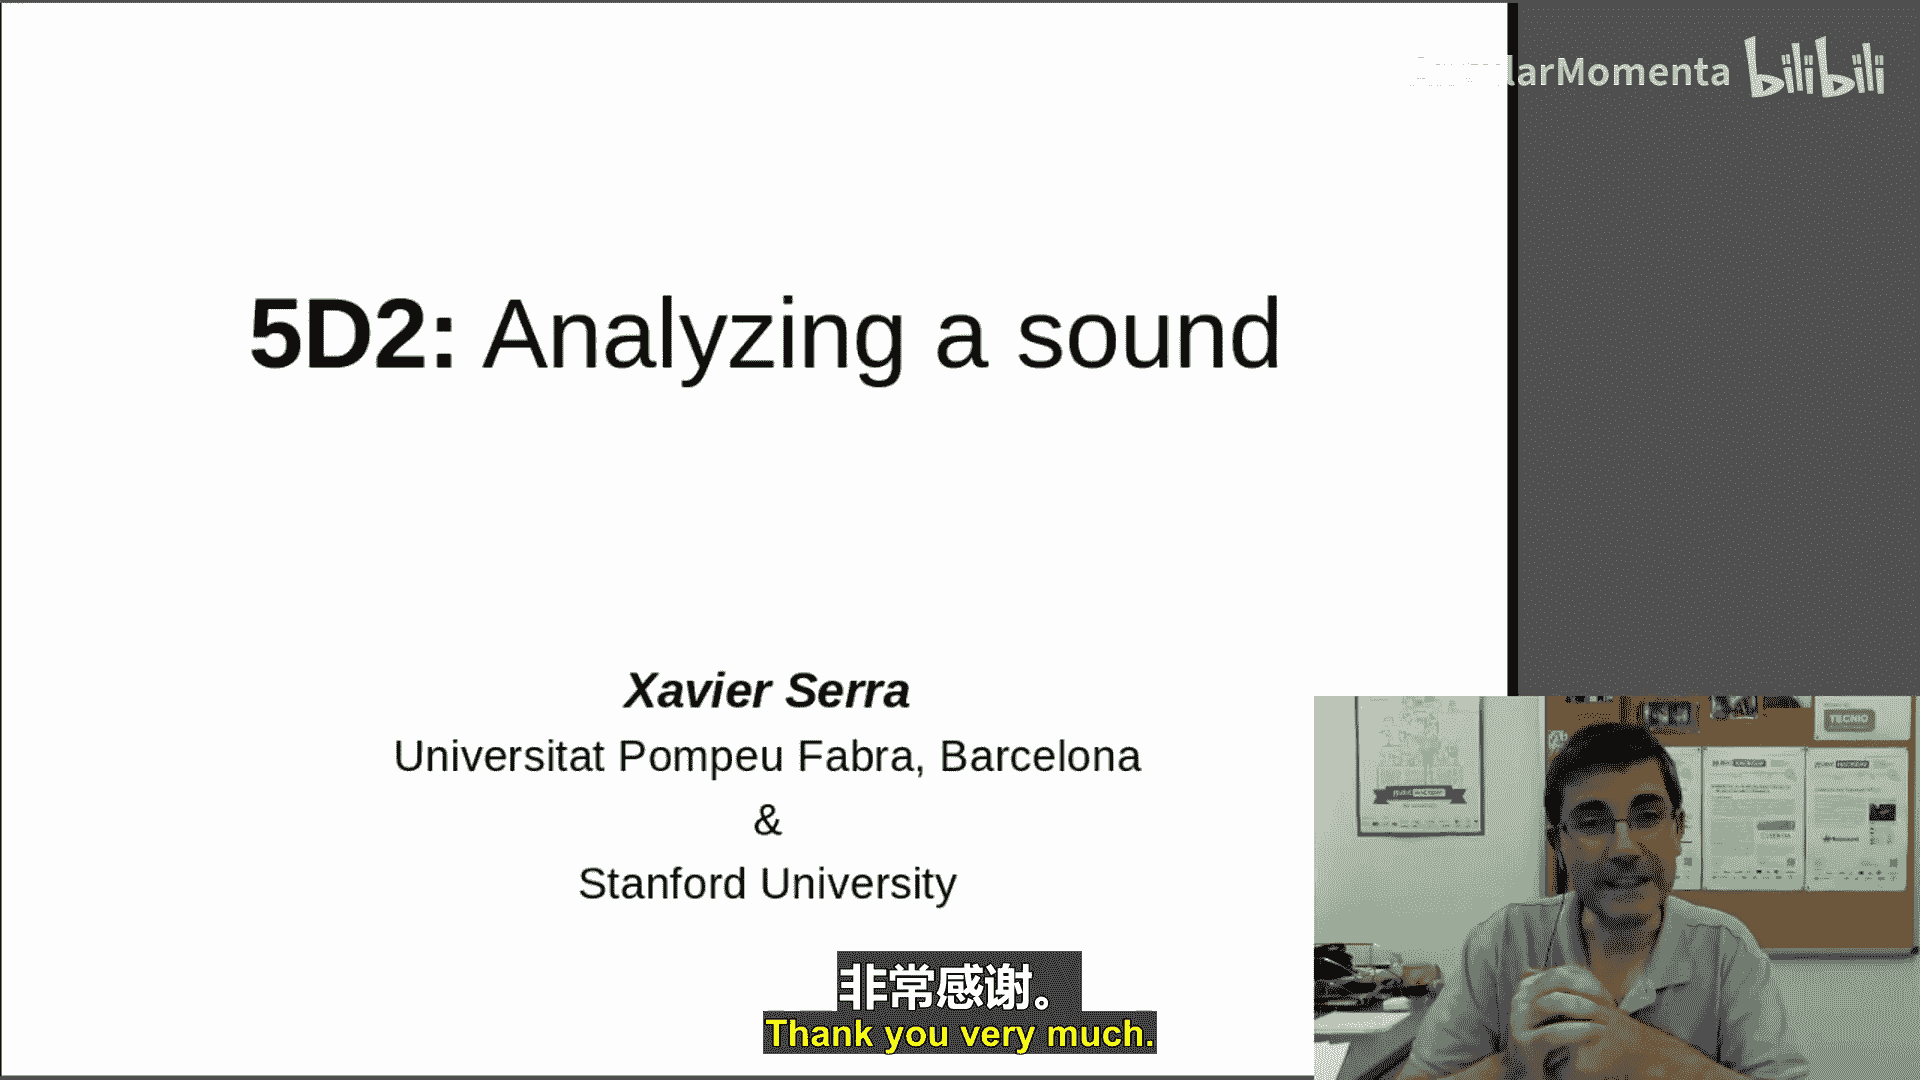 larMomenta bilibili
5D2: Analyzing a sound
Xavier Serra
Universitat Pompeu Fabra, Barcelona
&
Stanford University
TECNIO
非常感谢。
Thank you very much.